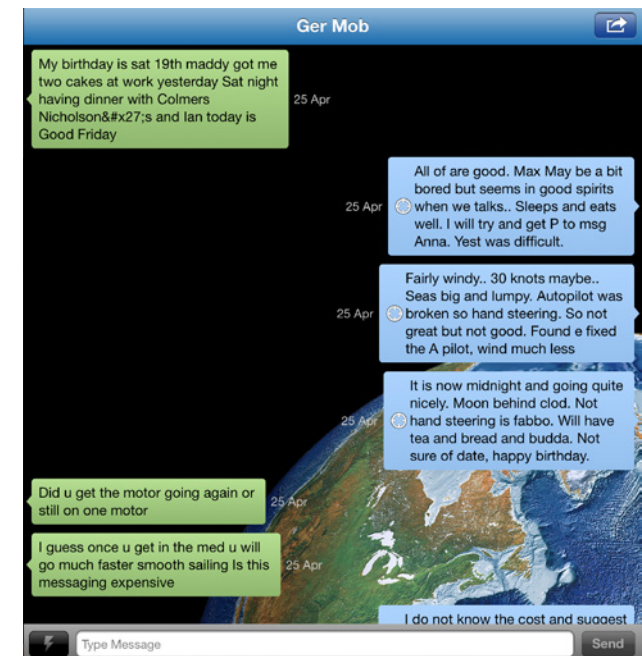 Ger Mob
My birthday is sat 19th maddy got me
two cakes at work yesterday Sat night
having dinner with Colmers
Nicholson&#x27;s and Ian today is
Good Friday
25 Apr
All of are good. Max May be a bit
bored but seems in good spirits
when we talks.. Sleeps and eats
well. I will try and get P to msg
Anna. Yest was difficult.
25 Apr
Fairly windy.. 30 knots maybe..
Seas big and lumpy. Autopilot was
broken so hand steering. So not
great but not good. Found e fixed
the A pilot, wind much less
25 Apr
It is now midnight and going quite
nicely. Moon behind clod. Not
hand steering is fabbo. Will have
tea and bread and budda. Not
sure of date, happy birthday.
25 Apr
Did u get the motor going again or
still on one motor
25 Apr
I guess once u get in the med u will
go much faster smooth sailing Is this
messaging expensive
25 Apr
I do not know the cost and suggest
Type Message
Send